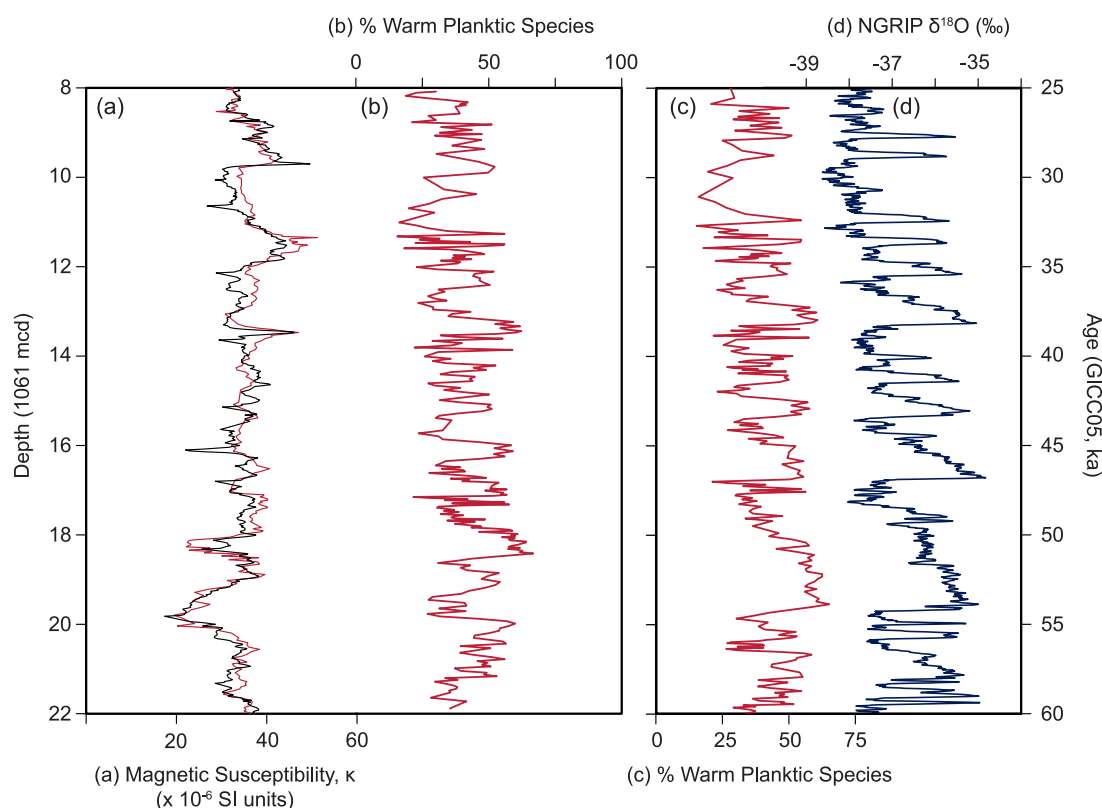 (b) % Warm Planktic Species
(d) NGRIP δ¹⁸O (‰)
0 50 100
-39 -37 -35
(a) (b) (c) (d)
8
10
12
14
16
18
20
22
Depth (1061 mcd)
25
30
35
40
45
50
55
60
Age (GICC05, ka)
20 40 60
0 25 50 75
(a) Magnetic Susceptibility, κ
(x 10⁻⁶ SI units)
(c) % Warm Planktic Species